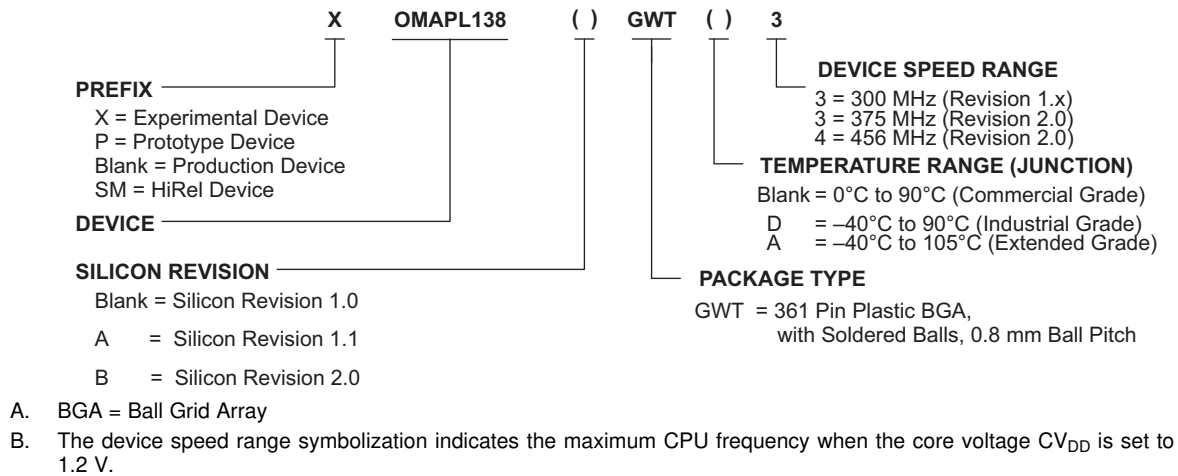 X OMAPL138 ( ) GWT ( ) 3
PREFIX
X = Experimental Device
P = Prototype Device
Blank = Production Device
SM = HiRel Device
DEVICE
SILICON REVISION
Blank = Silicon Revision 1.0
A = Silicon Revision 1.1
B = Silicon Revision 2.0
DEVICE SPEED RANGE
3 = 300 MHz (Revision 1.x)
3 = 375 MHz (Revision 2.0)
4 = 456 MHz (Revision 2.0)
TEMPERATURE RANGE (JUNCTION)
Blank = 0°C to 90°C (Commercial Grade)
D = –40°C to 90°C (Industrial Grade)
A = –40°C to 105°C (Extended Grade)
PACKAGE TYPE
GWT = 361 Pin Plastic BGA,
with Soldered Balls, 0.8 mm Ball Pitch
A. BGA = Ball Grid Array
B. The device speed range symbolization indicates the maximum CPU frequency when the core voltage CVDD is set to
1.2 V.